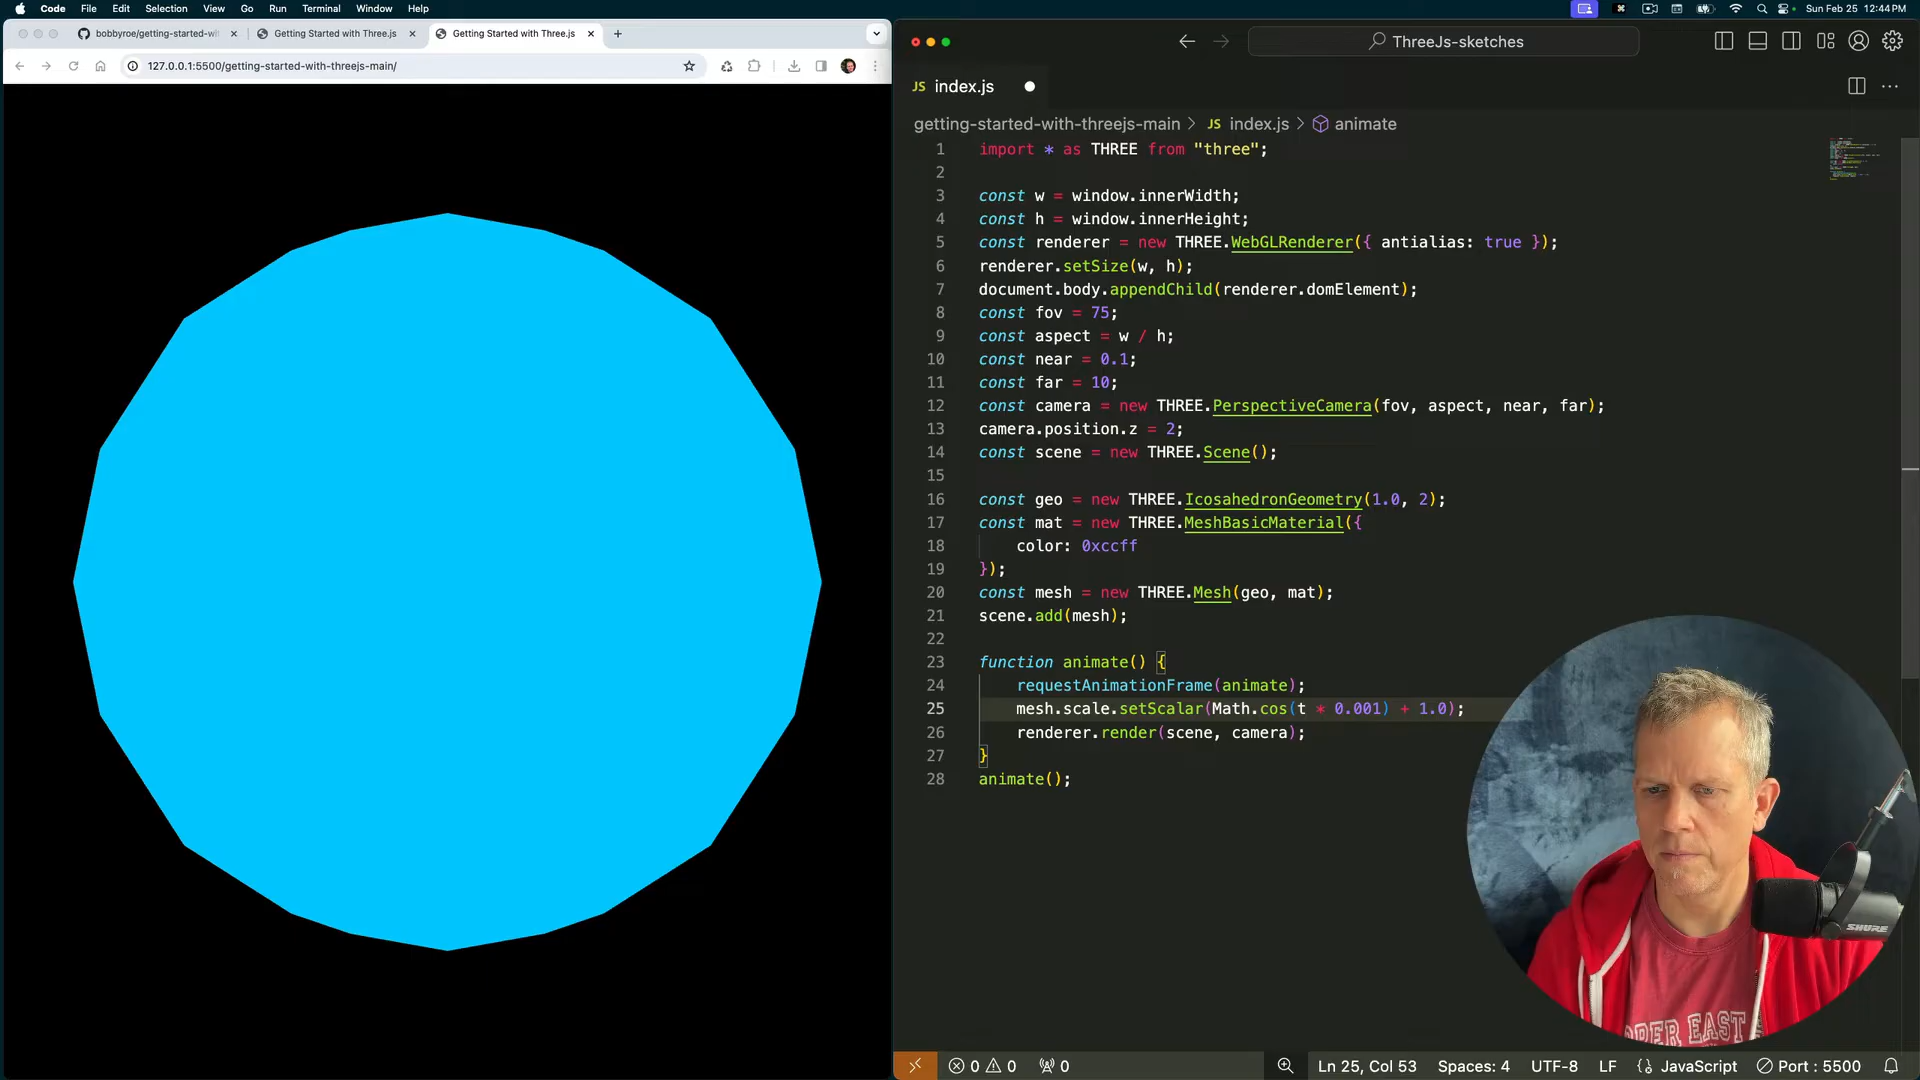 Code File Edit Selection View Go Run Terminal Window Help
Sun Feb 25 12:44 PM
bobbyroe/getting-started-wit
Getting Started with Three.js
Getting Started with Three.js
127.0.0.1:5500/getting-started-with-threejs-main/
ThreeJs-sketches
JS index.js
getting-started-with-threejs-main > JS index.js > animate
1 import * as THREE from "three";
2
3 const w = window.innerWidth;
4 const h = window.innerHeight;
5 const renderer = new THREE.WebGLRenderer({ antialias: true });
6 renderer.setSize(w, h);
7 document.body.appendChild(renderer.domElement);
8 const fov = 75;
9 const aspect = w / h;
10 const near = 0.1;
11 const far = 10;
12 const camera = new THREE.PerspectiveCamera(fov, aspect, near, far);
13 camera.position.z = 2;
14 const scene = new THREE.Scene();
15
16 const geo = new THREE.IcosahedronGeometry(1.0, 2);
17 const mat = new THREE.MeshBasicMaterial({
18 color: 0xccff
19 });
20 const mesh = new THREE.Mesh(geo, mat);
21 scene.add(mesh);
22
23 function animate() {
24 requestAnimationFrame(animate);
25 mesh.scale.setScalar(Math.cos(t * 0.001) + 1.0);
26 renderer.render(scene, camera);
27 }
28 animate();
SHURE
PPER EAST
0 0 0
Ln 25, Col 53 Spaces: 4 UTF-8 LF {} JavaScript Port : 5500